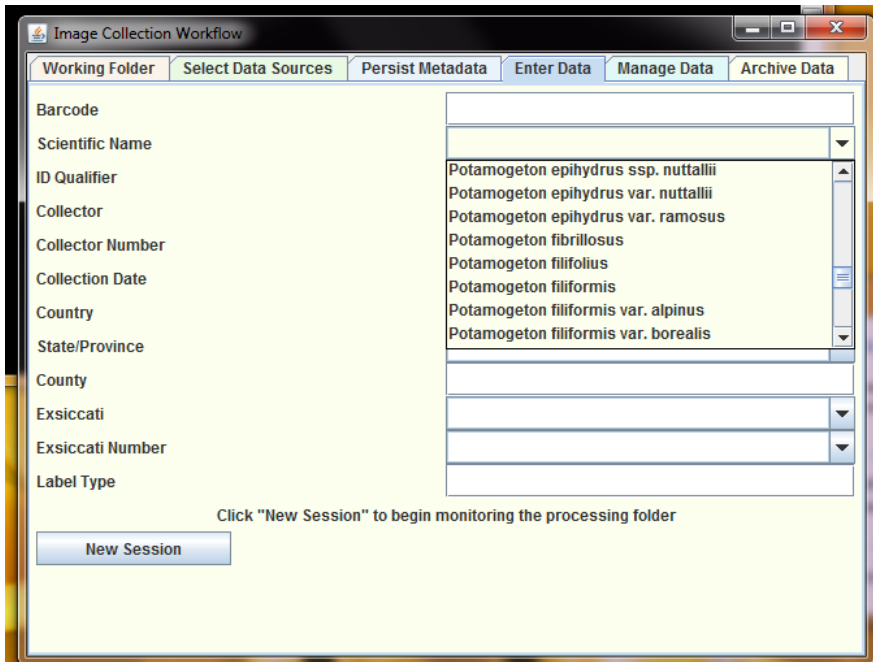 Image Collection Workflow
Working Folder Select Data Sources Persist Metadata Enter Data Manage Data Archive Data
Barcode
Scientific Name
ID Qualifier
Collector
Collector Number
Collection Date
Country
State/Province
County
Exsiccati
Exsiccati Number
Label Type
Potamogeton epihydrus ssp. nuttallii
Potamogeton epihydrus var. nuttallii
Potamogeton epihydrus var. ramosus
Potamogeton fibrillosus
Potamogeton filifolius
Potamogeton filiformis
Potamogeton filiformis var. alpinus
Potamogeton filiformis var. borealis
Click "New Session" to begin monitoring the processing folder
New Session